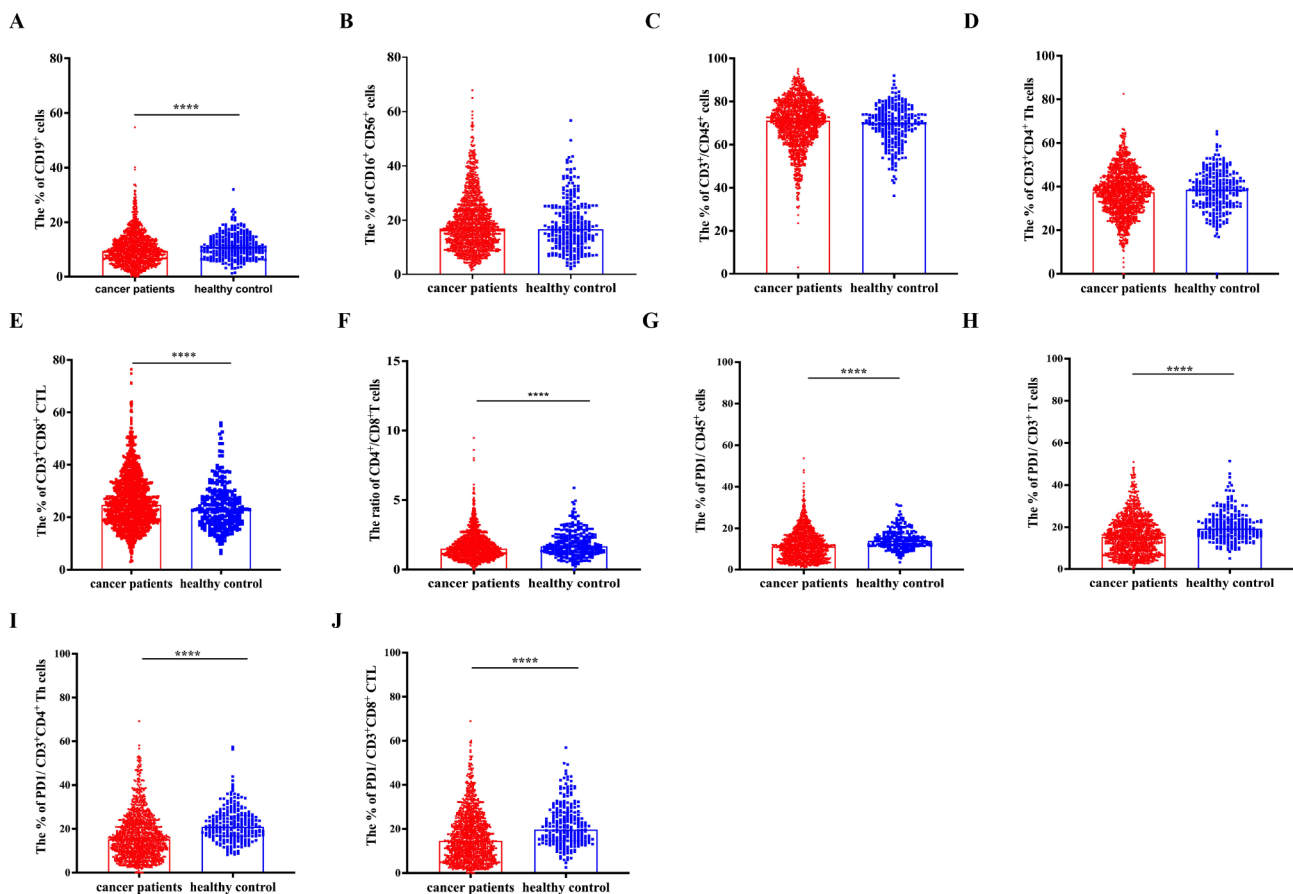 A
B
C
D
The % of CD19+ cells
80
60
40
20
0
****
cancer patients healthy control
The % of CD16+ CD56+ cells
80
60
40
20
0
cancer patients healthy control
The % of CD3+/CD45+ cells
100
80
60
40
20
0
cancer patients healthy control
The % of CD3+CD4+ Th cells
100
80
60
40
20
0
cancer patients healthy control
E
F
G
H
The % of CD3+CD8+ CTL
80
60
40
20
0
****
cancer patients healthy control
The ratio of CD4+/CD8+T cells
15
10
5
0
****
cancer patients healthy control
The % of PD1/ CD45+ cells
100
80
60
40
20
0
****
cancer patients healthy control
The % of PD1/ CD3+ T cells
100
80
60
40
20
0
****
cancer patients healthy control
I
J
The % of PD1/ CD3+CD4+ Th cells
100
80
60
40
20
0
****
cancer patients healthy control
The % of PD1/ CD3+CD8+ CTL
100
80
60
40
20
0
****
cancer patients healthy control